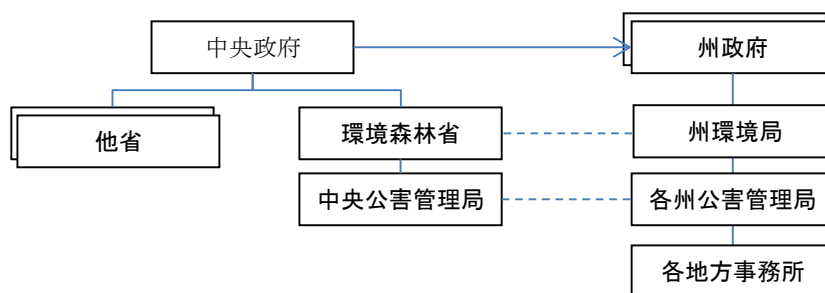 中央政府
州政府
他省
環境森林省
州環境局
中央公害管理局
各州公害管理局
各地方事務所